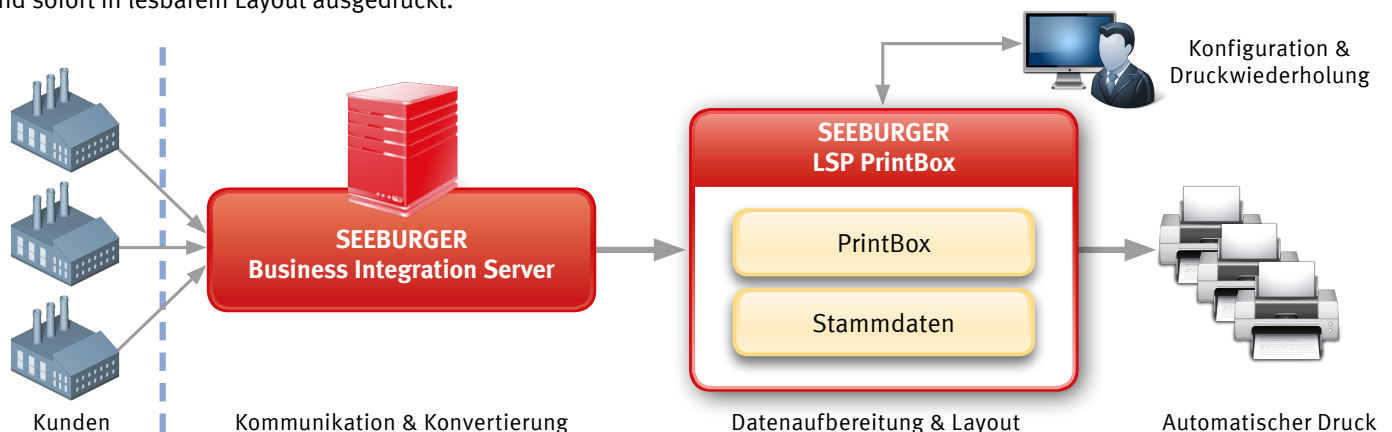 nd sofort in lesbarem Layout ausgedruckt.
Konfiguration &
Druckwiederholung
SEEBURGER
LSP PrintBox
SEEBURGER
Business Integration Server
PrintBox
Stammdaten
Kunden
Kommunikation & Konvertierung
Datenaufbereitung & Layout
Automatischer Druck